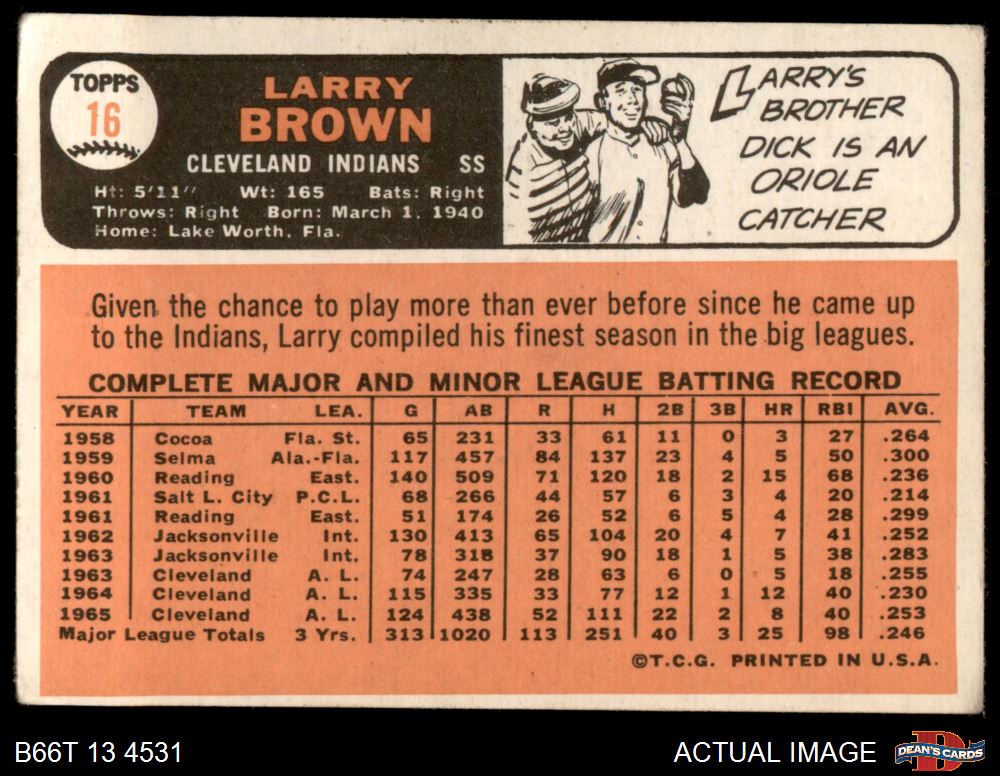 TOPPS
16
LARRY
BROWN
CLEVELAND INDIANS SS
Ht: 5'11" Wt: 165 Bats: Right
Throws: Right Born: March 1, 1940
Home: Lake Worth, Fla.
LARRY'S
BROTHER
DICK IS AN
ORIOLE
CATCHER
Given the chance to play more than ever before since he came up
to the Indians, Larry compiled his finest season in the big leagues.
COMPLETE MAJOR AND MINOR LEAGUE BATTING RECORD
YEAR TEAM LEA. G AB R H 2B 3B HR RBI AVG.
1958 Cocoa Fla. St. 65 231 33 61 11 0 3 27 .264
1959 Selma Ala.-Fla. 117 457 84 137 23 4 5 50 .300
1960 Reading East. 140 509 71 120 18 2 15 68 .236
1961 Salt L. City P.C.L. 68 266 44 57 6 3 4 20 .214
1961 Reading East. 51 174 26 52 6 5 4 28 .299
1962 Jacksonville Int. 130 413 65 104 20 4 7 41 .252
1963 Jacksonville Int. 78 318 37 90 18 1 5 38 .283
1963 Cleveland A. L. 74 247 28 63 6 0 5 18 .255
1964 Cleveland A. L. 115 335 33 77 12 1 12 40 .230
1965 Cleveland A. L. 124 438 52 111 22 2 8 40 .253
Major League Totals 3 Yrs. 313 1020 113 251 40 3 25 98 .246
©T.C.G. PRINTED IN U.S.A.
B66T 13 4531
ACTUAL IMAGE
D
DEAN'S CARDS